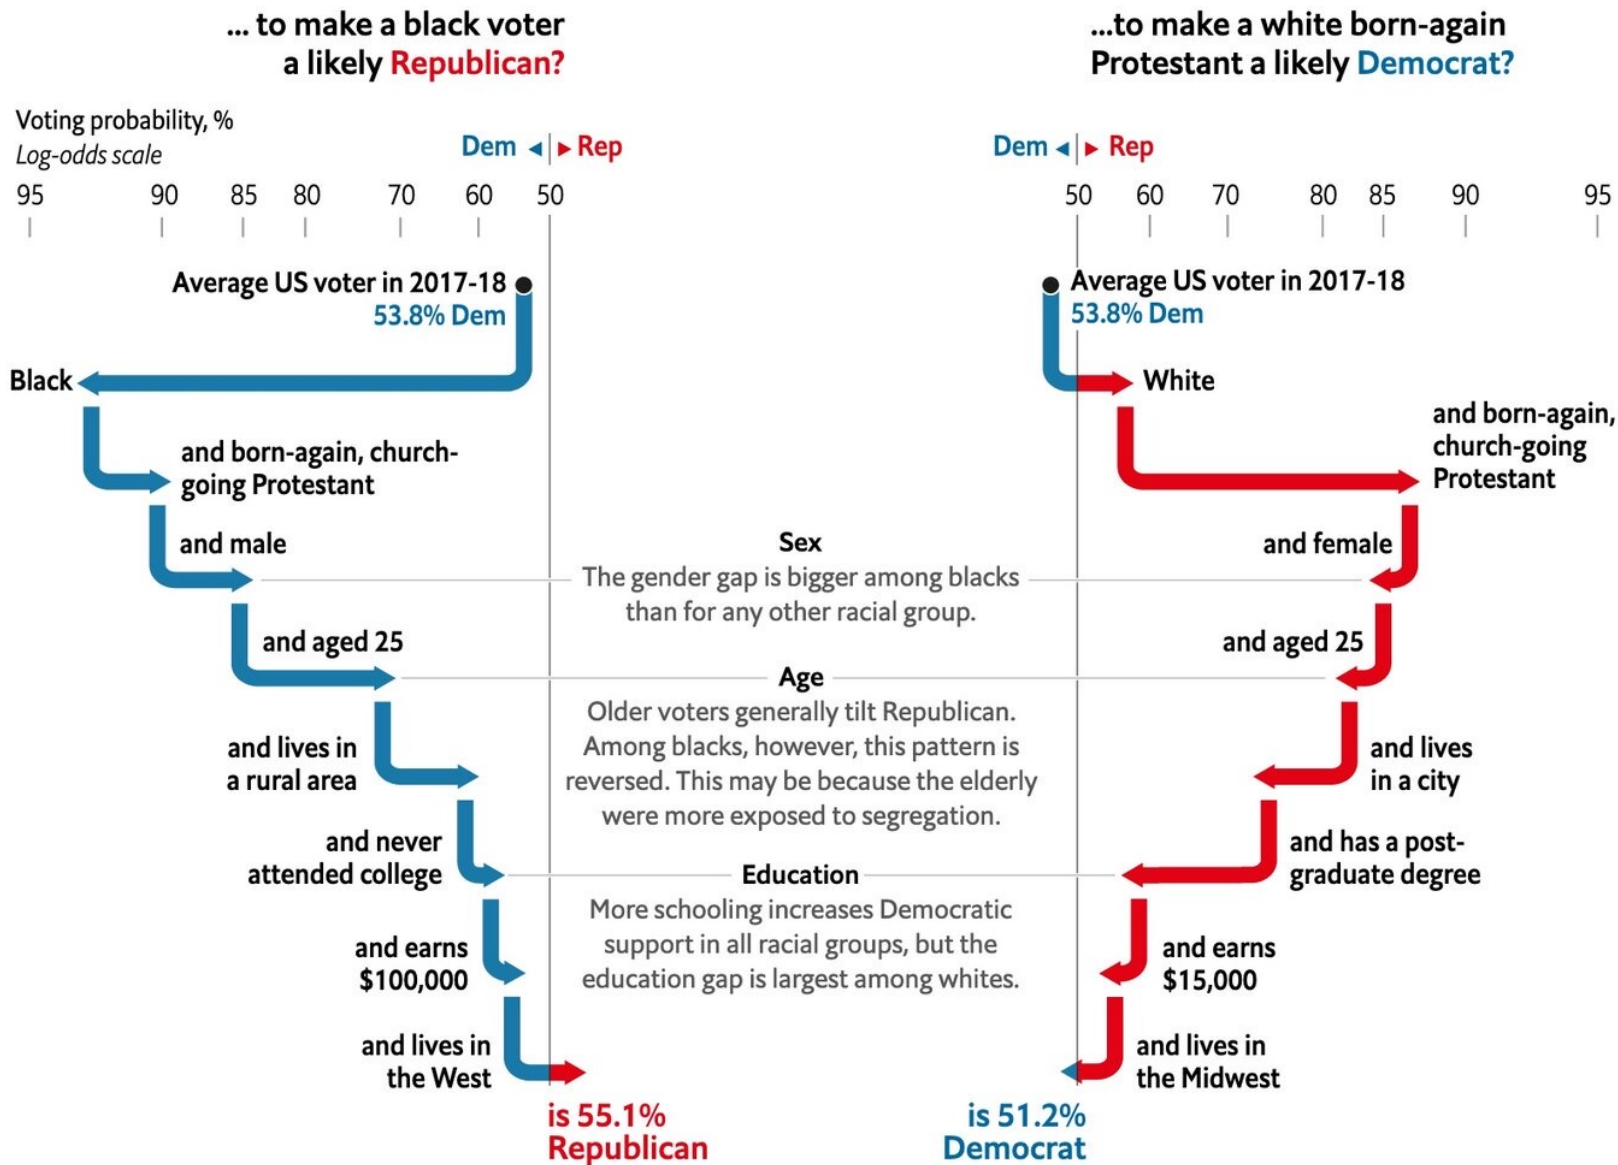 ... to make a black voter
a likely Republican?
Voting probability, %
Log-odds scale
Dem Rep
95 90 85 80 70 60 50
Average US voter in 2017-18
53.8% Dem
Black
and born-again, church-
going Protestant
and male
and aged 25
and lives in
a rural area
and never
attended college
and earns
$100,000
and lives in
the West
is 55.1%
Republican
Sex
The gender gap is bigger among blacks
than for any other racial group.
Age
Older voters generally tilt Republican.
Among blacks, however, this pattern is
reversed. This may be because the elderly
were more exposed to segregation.
Education
More schooling increases Democratic
support in all racial groups, but the
education gap is largest among whites.
...to make a white born-again
Protestant a likely Democrat?
Dem Rep
50 60 70 80 85 90 95
Average US voter in 2017-18
53.8% Dem
White
and born-again,
church-going
Protestant
and female
and aged 25
and lives
in a city
and has a post-
graduate degree
and earns
$15,000
and lives in
the Midwest
is 51.2%
Democrat